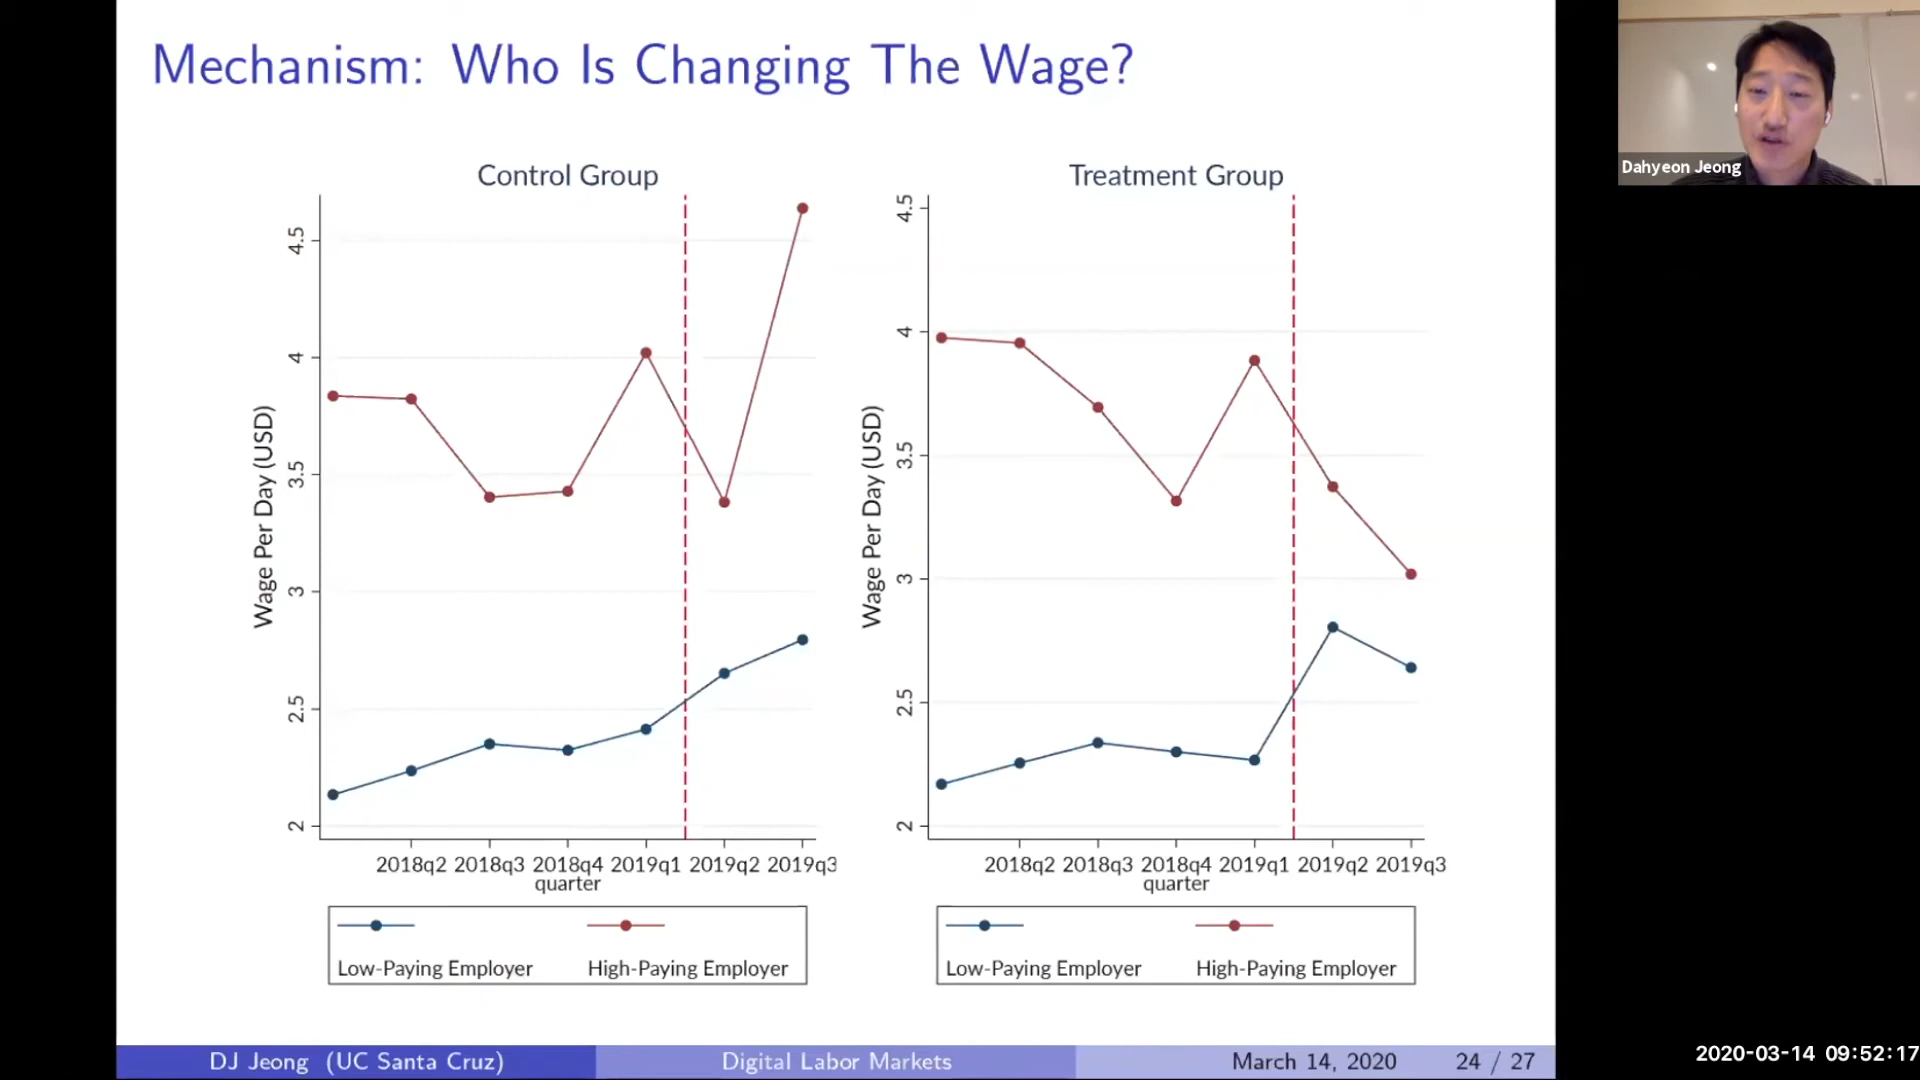 Mechanism: Who Is Changing The Wage?
Dahyeon Jeong
Control Group
Wage Per Day (USD)
4.5
4
3.5
3
2.5
2
2018q2 2018q3 2018q4 2019q1 2019q2 2019q3
quarter
Low-Paying Employer High-Paying Employer
Treatment Group
Wage Per Day (USD)
4.5
4
3.5
3
2.5
2
2018q2 2018q3 2018q4 2019q1 2019q2 2019q3
quarter
Low-Paying Employer High-Paying Employer
DJ Jeong (UC Santa Cruz) Digital Labor Markets March 14, 2020 24 / 27
2020-03-14 09:52:17